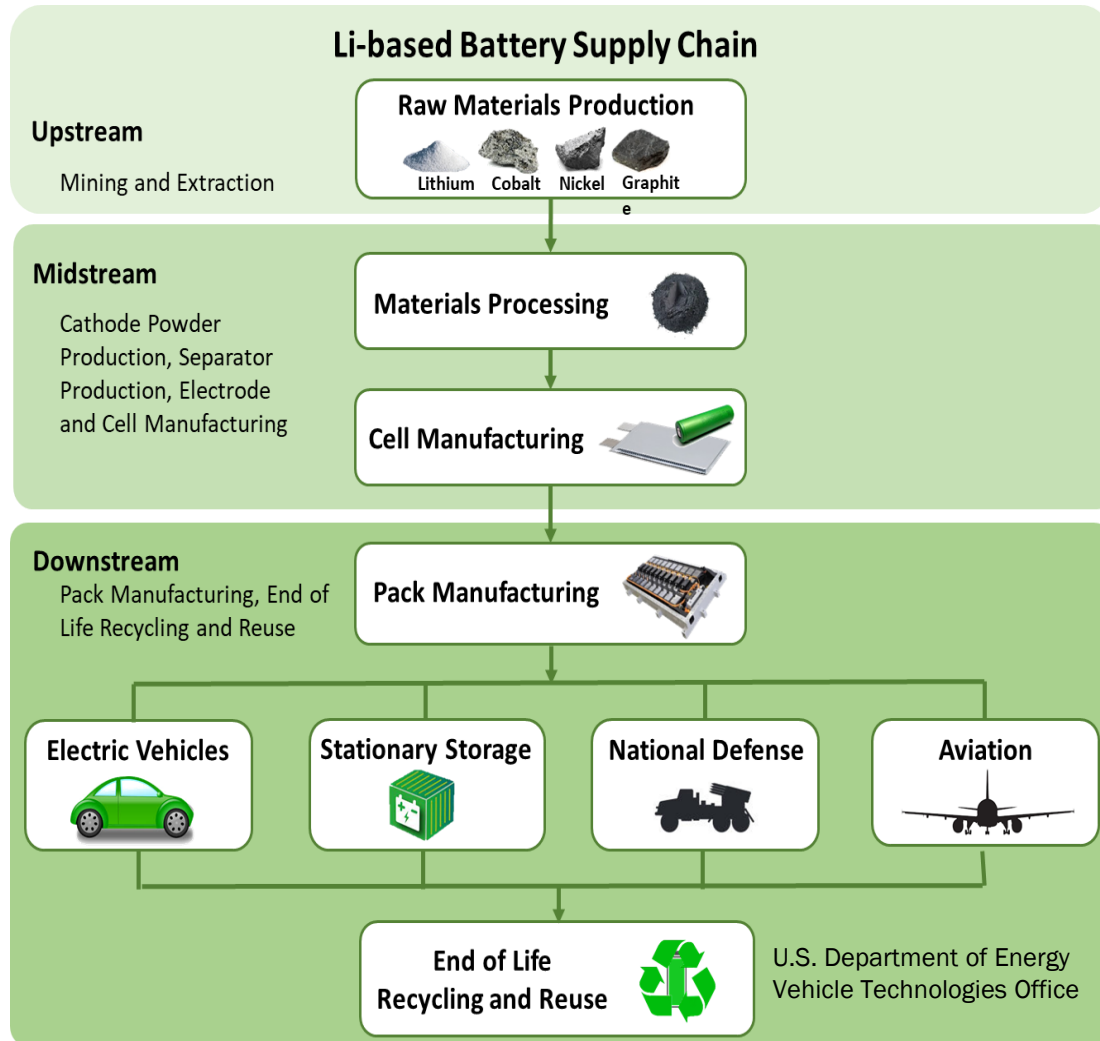 Li-based Battery Supply Chain
Raw Materials Production
Upstream
Mining and Extraction
Lithium Cobalt Nickel Graphit
e
Midstream
Cathode Powder
Production, Separator
Production, Electrode
and Cell Manufacturing
Materials Processing
Cell Manufacturing
Downstream
Pack Manufacturing, End of
Life Recycling and Reuse
Pack Manufacturing
Electric Vehicles
Stationary Storage
National Defense
Aviation
End of Life
Recycling and Reuse
U.S. Department of Energy
Vehicle Technologies Office